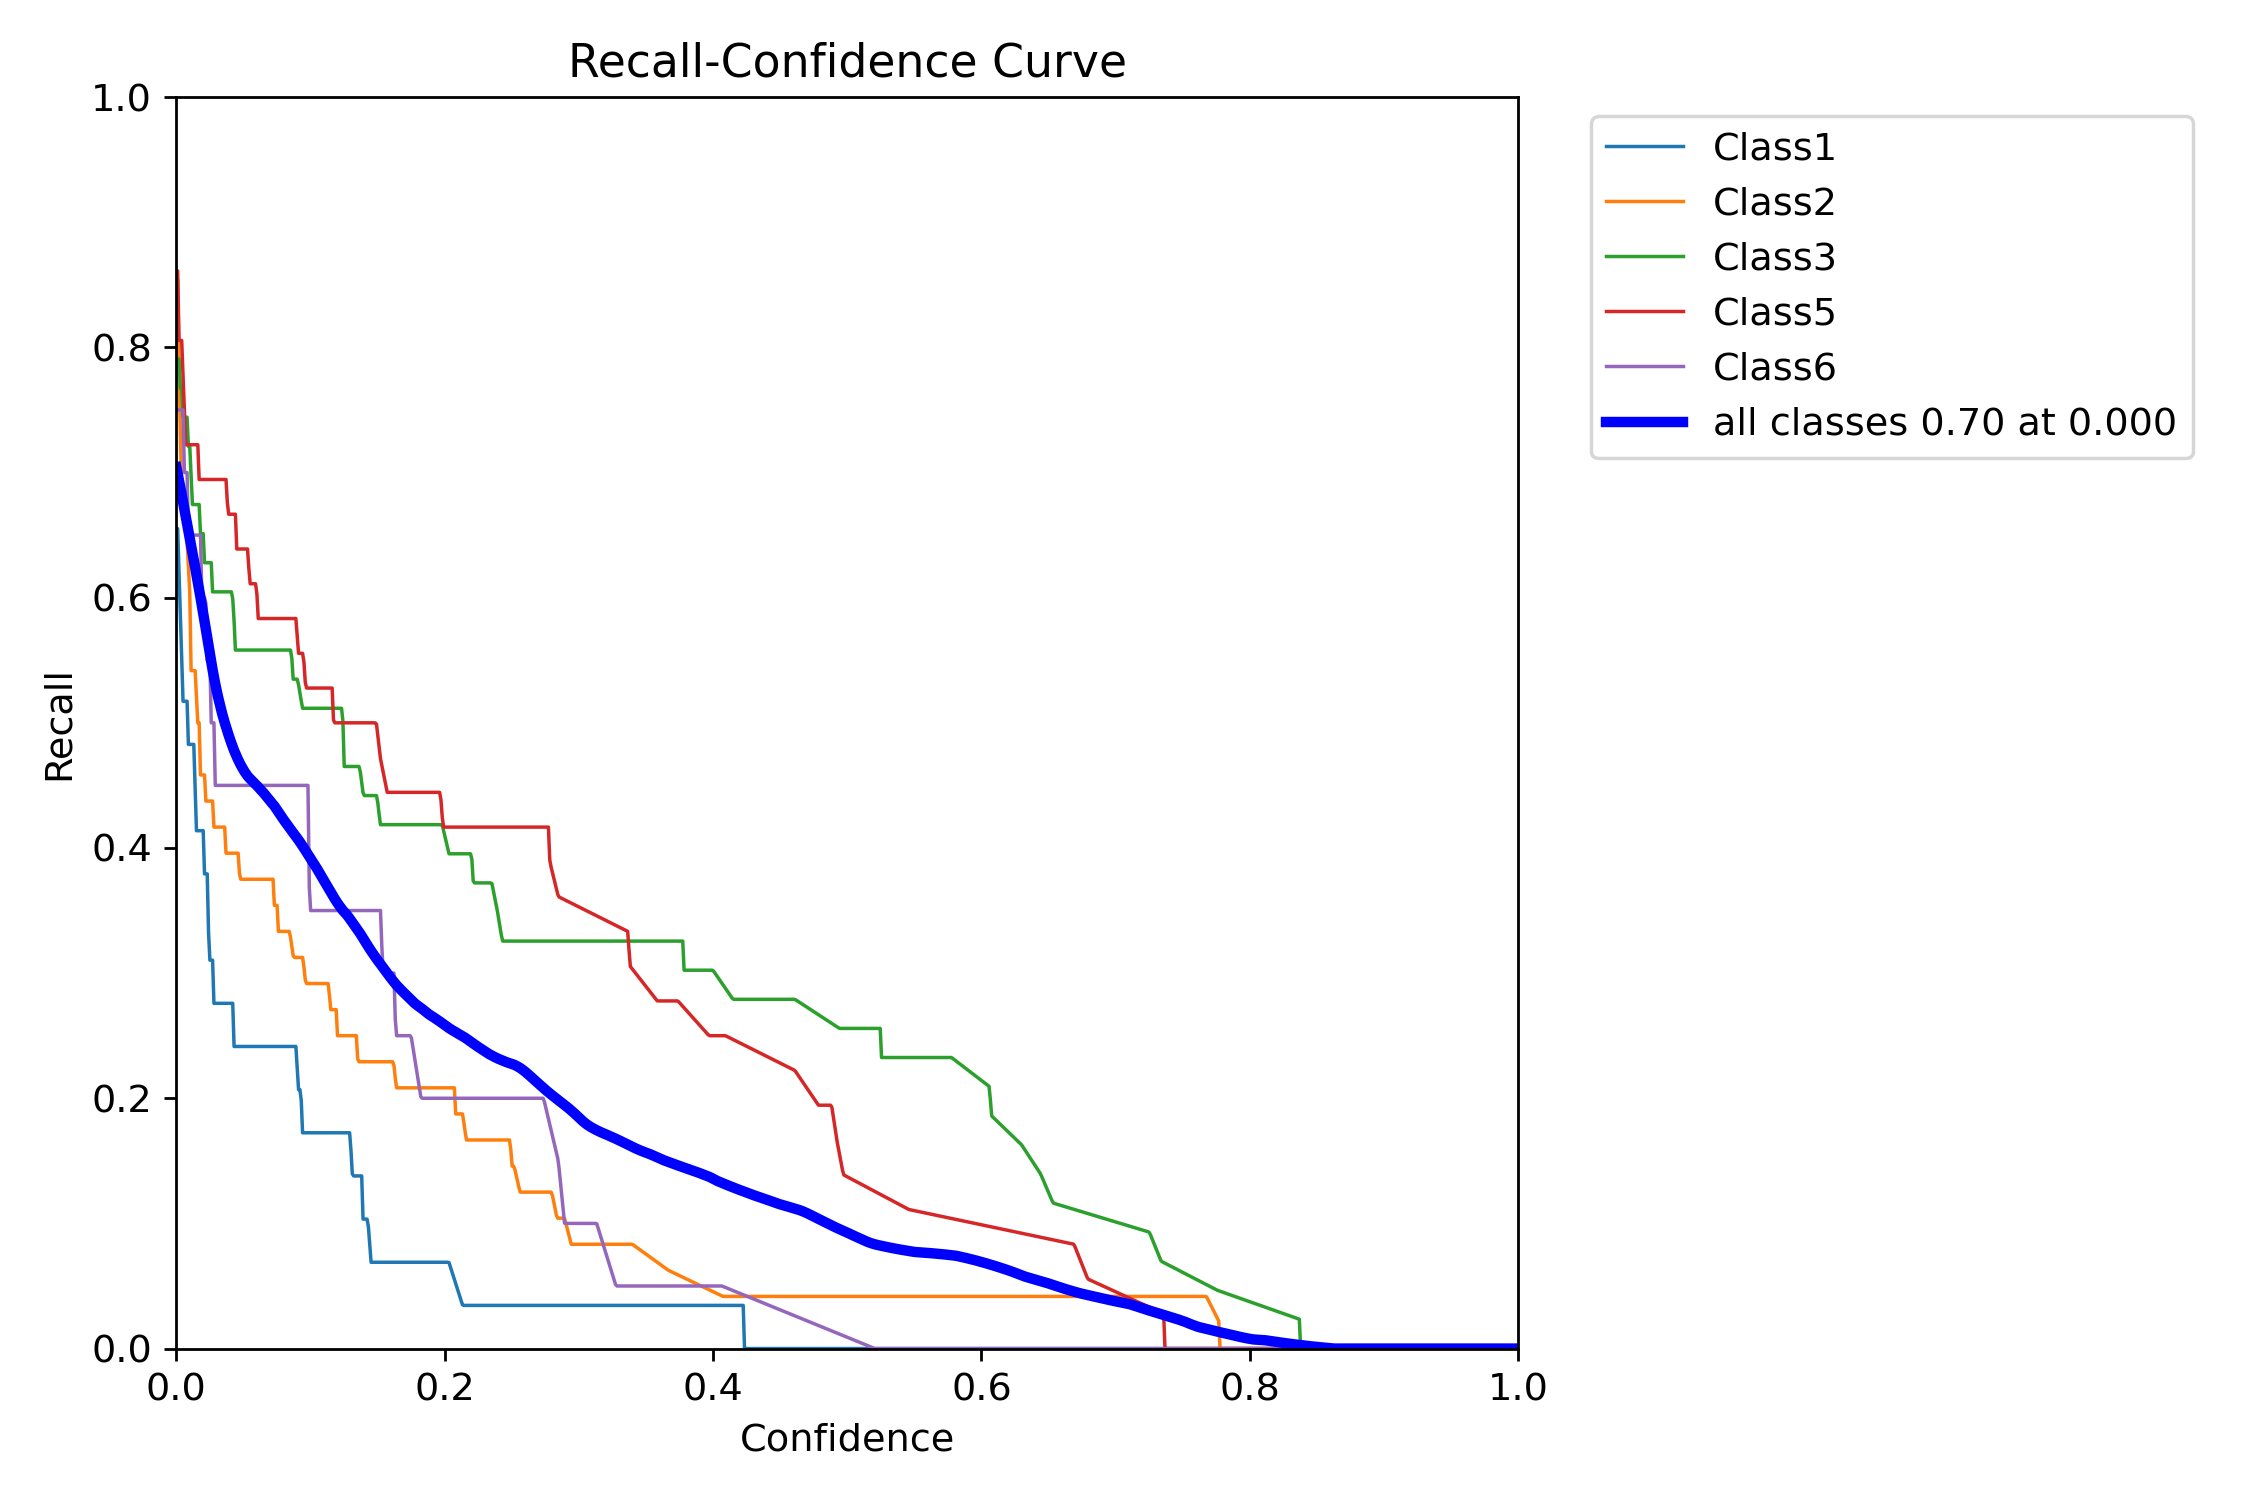 Recall-Confidence Curve
1.0
0.8
0.6
0.4
0.2
0.0
Recall
0.0 0.2 0.4 0.6 0.8 1.0
Confidence
Class1
Class2
Class3
Class5
Class6
all classes 0.70 at 0.000